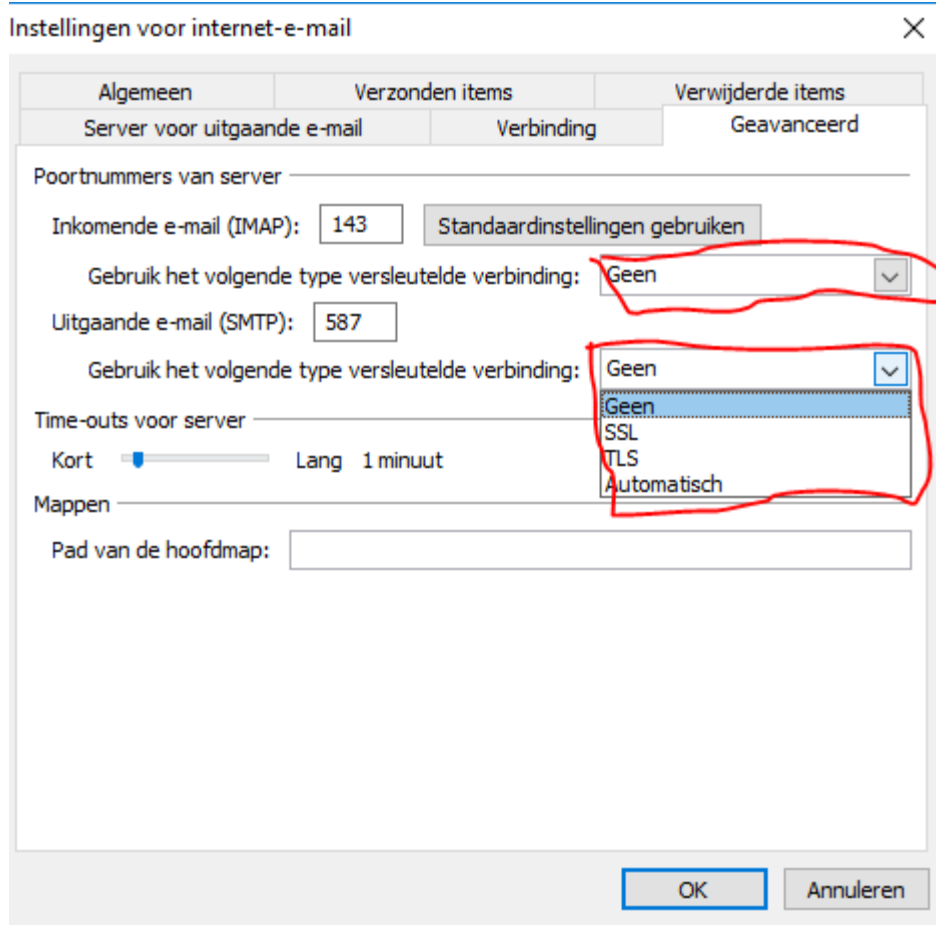 Instellingen voor internet-e-mail
Algemeen Verzonden items Verwijderde items
Server voor uitgaande e-mail Verbinding Geavanceerd
Poortnummers van server
Inkomende e-mail (IMAP): 143 Standaardinstellingen gebruiken
Gebruik het volgende type versleutelde verbinding: Geen
Uitgaande e-mail (SMTP): 587
Gebruik het volgende type versleutelde verbinding: Geen
Geen
SSL
TLS
Automatisch
Time-outs voor server
Kort Lang 1 minuut
Mappen
Pad van de hoofdmap:
OK Annuleren